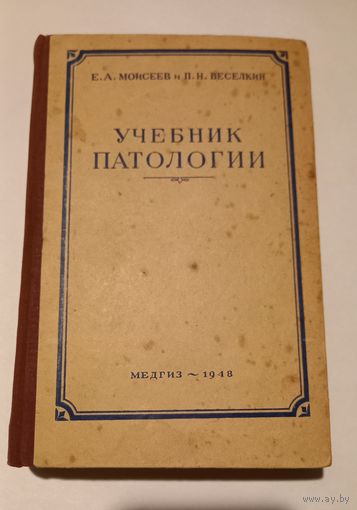 Е. А. МОИСЕЕВ и П. Н. ВЕСЕЛКИН
УЧЕБНИК
ПАТОЛОГИИ
МЕДГИЗ ~ 1948
www.ay.by